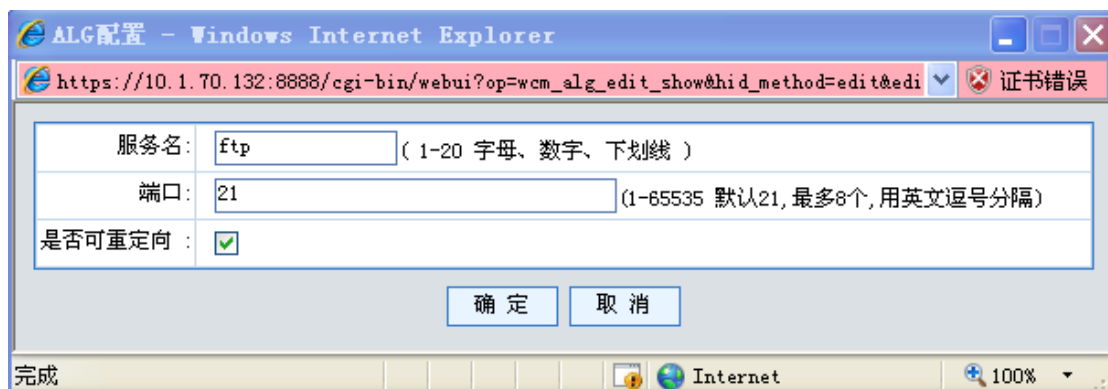 ALG配置 - Windows Internet Explorer
https://10.1.70.132:8888/cgi-bin/webui?op=wcm_alg_edit_show&hid_method=edit&edi 证书错误
服务名: ftp ( 1-20 字母、数字、下划线 )
端口: 21 (1-65535 默认21,最多8个,用英文逗号分隔)
是否可重定向 :
确 定 取 消
完成 Internet 100%